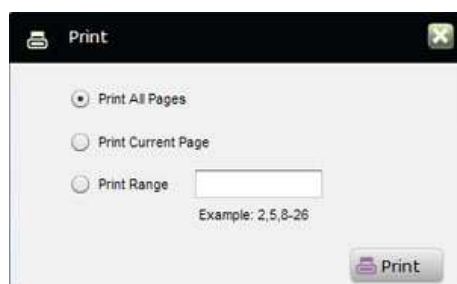 Print
Print All Pages
Print Current Page
Print Range
Example: 2,5,8-26
Print